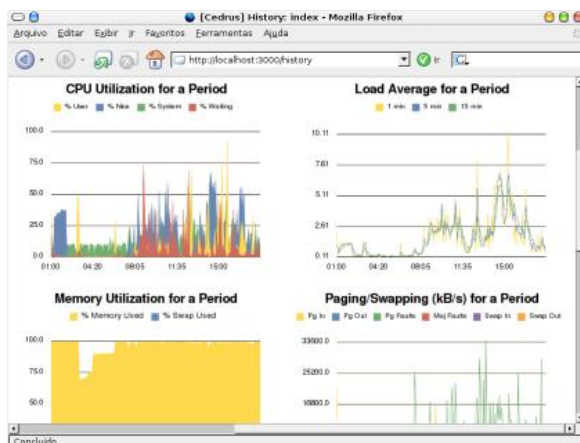 [Cedrus] History: index - Mozilla Firefox
Arquivo Editar Exibir Ir Favoritos Ferramentas Ajuda
http://localhost:3000/history Ir
CPU Utilization for a Period
% User % Nice % System % Waiting
100.0
75.0
50.0
25.0
0.0
01:00 04:20 09:05 11:35 15:00
Load Average for a Period
1 min 5 min 15 min
10.11
7.61
5.11
2.61
0.11
01:00 04:20 09:05 11:35 15:00
Memory Utilization for a Period
% Memory Used % Swap Used
100.0
75.0
50.0
Paging/Swapping (kB/s) for a Period
Pg In Pg Out Pg Faults Maj Faults Swap In Swap Out
33600.0
25200.0
16800.0
Concluído